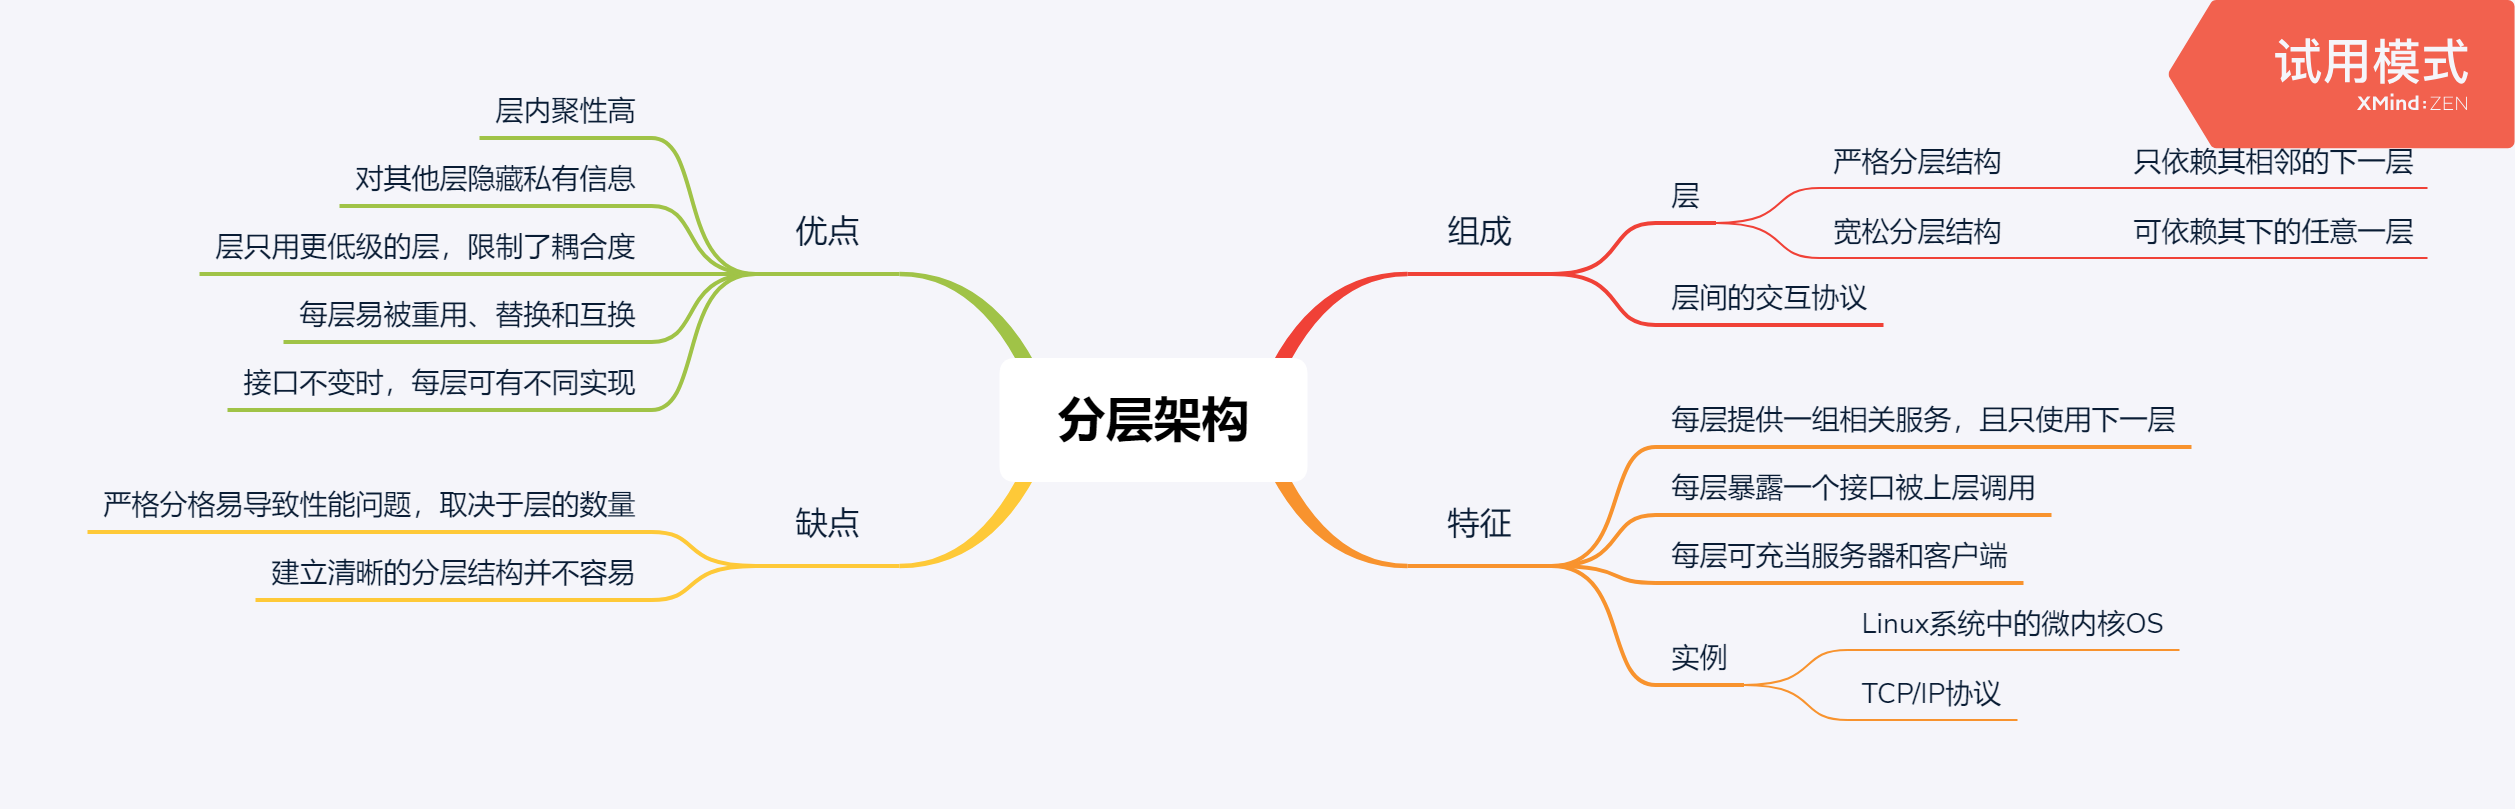 试用模式
XMind:ZEN
分层架构
组成
层
严格分层结构
只依赖其相邻的下一层
宽松分层结构
可依赖其下的任意一层
层间的交互协议
特征
每层提供一组相关服务，且只使用下一层
每层暴露一个接口被上层调用
每层可充当服务器和客户端
实例
Linux系统中的微内核OS
TCP/IP协议
优点
层内聚性高
对其他层隐藏私有信息
层只用更低级的层，限制了耦合度
每层易被重用、替换和互换
接口不变时，每层可有不同实现
缺点
严格分格易导致性能问题，取决于层的数量
建立清晰的分层结构并不容易